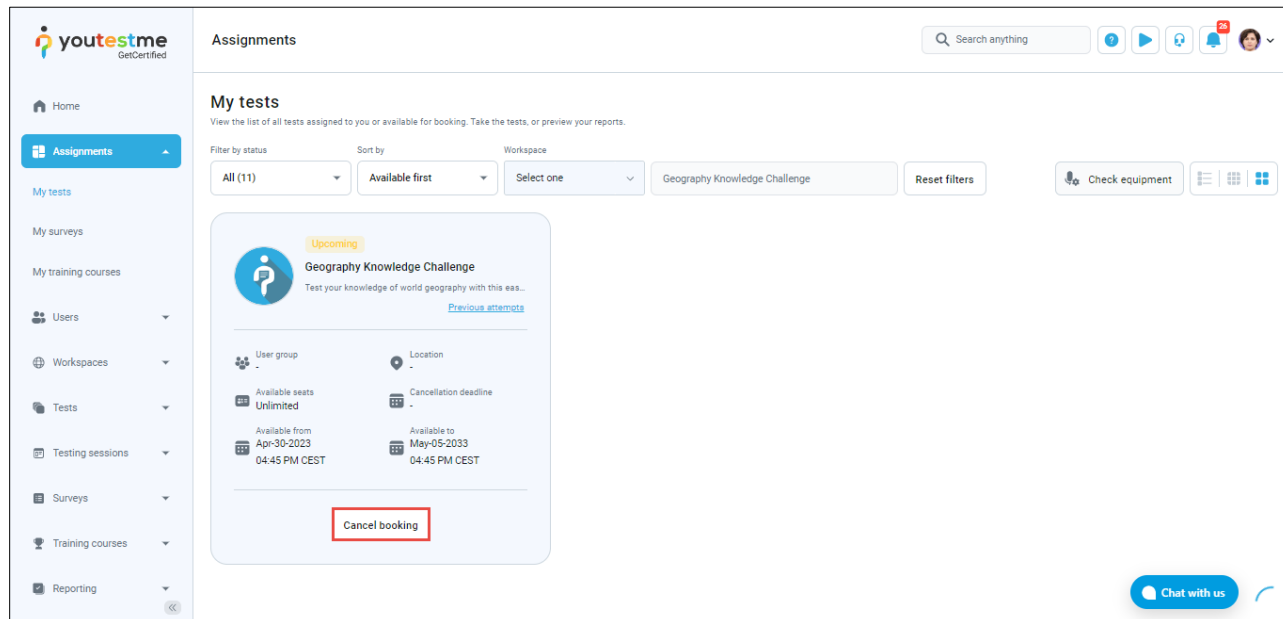 youtestme
GetCertified
Assignments
Search anything
?
26
Home
Assignments
My tests
My surveys
My training courses
Users
Workspaces
Tests
Testing sessions
Surveys
Training courses
Reporting
My tests
View the list of all tests assigned to you or available for booking. Take the tests, or preview your reports.
Filter by status
Sort by
Workspace
All (11)
Available first
Select one
Geography Knowledge Challenge
Reset filters
Check equipment
Upcoming
Geography Knowledge Challenge
Test your knowledge of world geography with this eas..
Previous attempts
User group
-
Location
-
Available seats
Unlimited
Cancellation deadline
-
Available from
Apr-30-2023
04:45 PM CEST
Available to
May-05-2033
04:45 PM CEST
Cancel booking
Chat with us